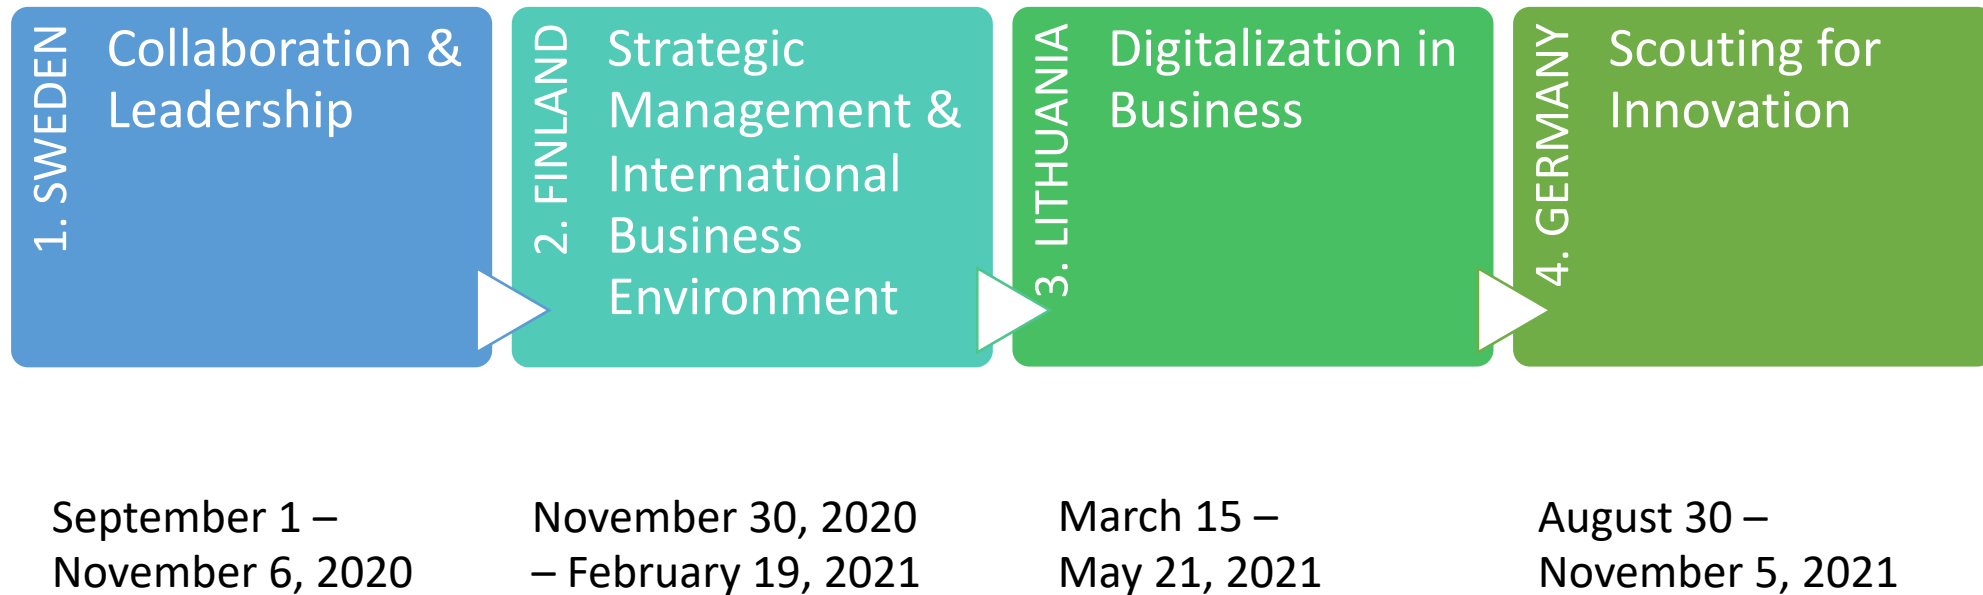 1. SWEDEN
Collaboration &
Leadership
2. FINLAND
Strategic
Management &
International
Business
Environment
3. LITHUANIA
Digitalization in
Business
4. GERMANY
Scouting for
Innovation
September 1 –
November 6, 2020
November 30, 2020
– February 19, 2021
March 15 –
May 21, 2021
August 30 –
November 5, 2021